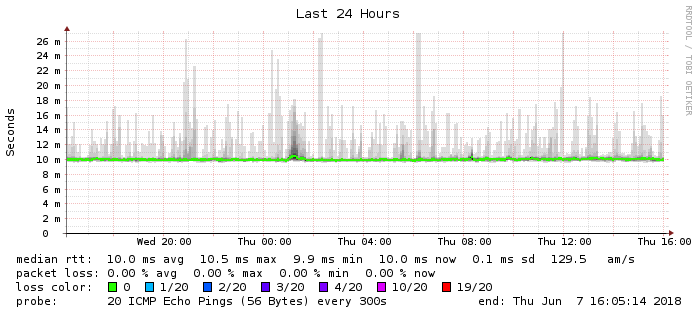 Last 24 Hours
RRDTOOL / TOBI OETIKER
Seconds
26 m
24 m
22 m
20 m
18 m
16 m
14 m
12 m
10 m
8 m
6 m
4 m
2 m
0
Wed 20:00 Thu 00:00 Thu 04:00 Thu 08:00 Thu 12:00 Thu 16:00
median rtt: 10.0 ms avg 10.5 ms max 9.9 ms min 10.0 ms now 0.1 ms sd 129.5 am/s
packet loss: 0.00 % avg 0.00 % max 0.00 % min 0.00 % now
loss color: 0 1/20 2/20 3/20 4/20 10/20 19/20
probe: 20 ICMP Echo Pings (56 Bytes) every 300s end: Thu Jun 7 16:05:14 2018